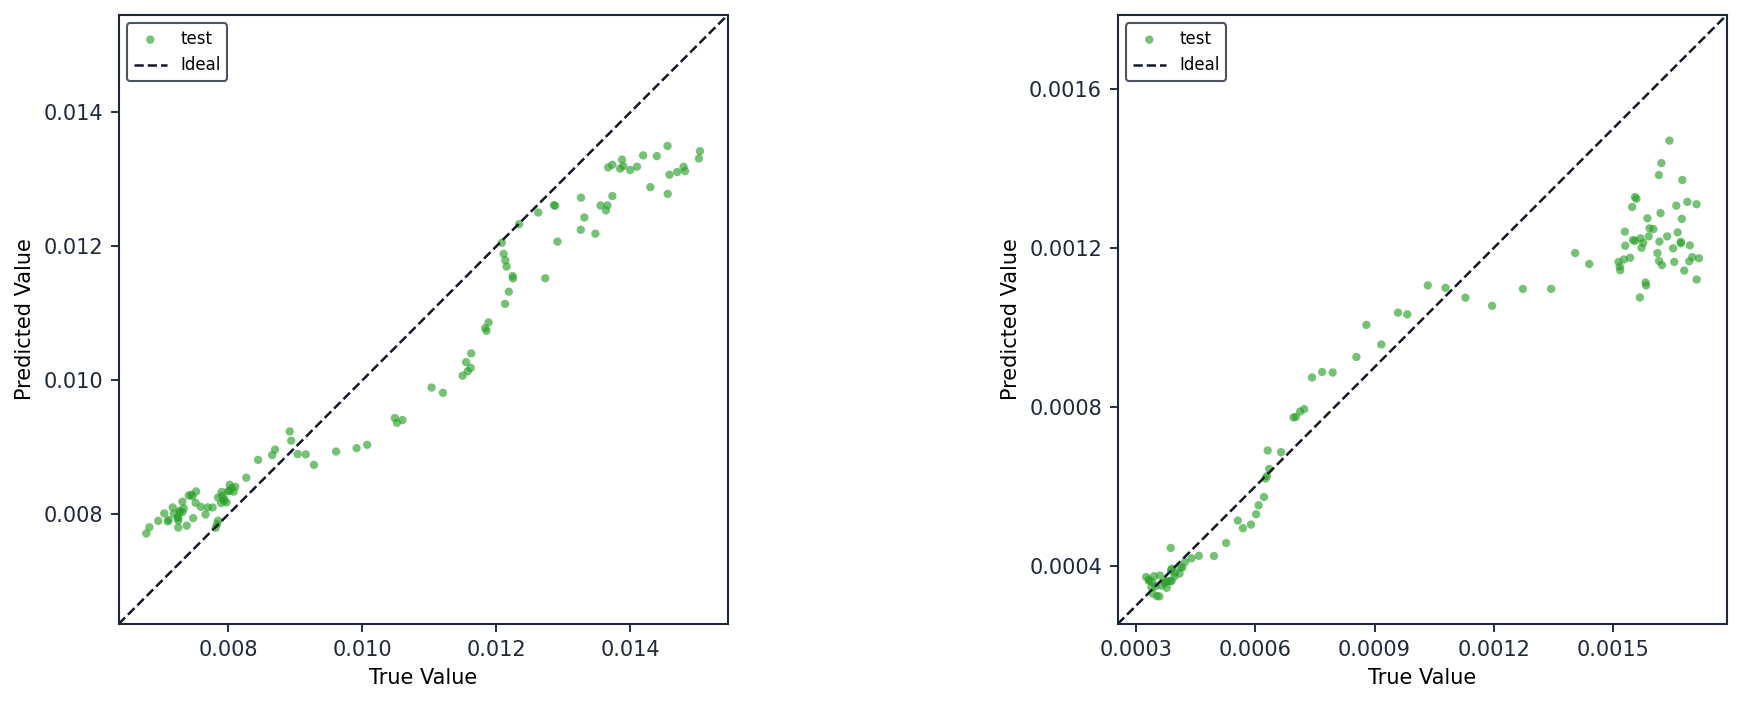 test
Ideal
0.014
0.012
0.010
0.008
Predicted Value
0.008 0.010 0.012 0.014
True Value
test
Ideal
0.0016
0.0012
0.0008
0.0004
Predicted Value
0.0003 0.0006 0.0009 0.0012 0.0015
True Value